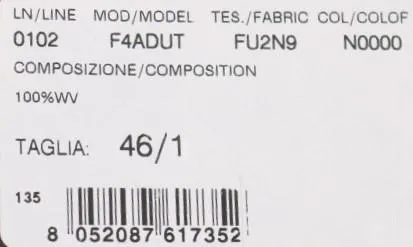 LN/LINE MOD/MODEL TES./FABRIC COL/COLOF
0102 F4ADUT FU2N9 N0000
COMPOSIZIONE/COMPOSITION
100%WV
TAGLIA: 46/1
135
8 052087 617352